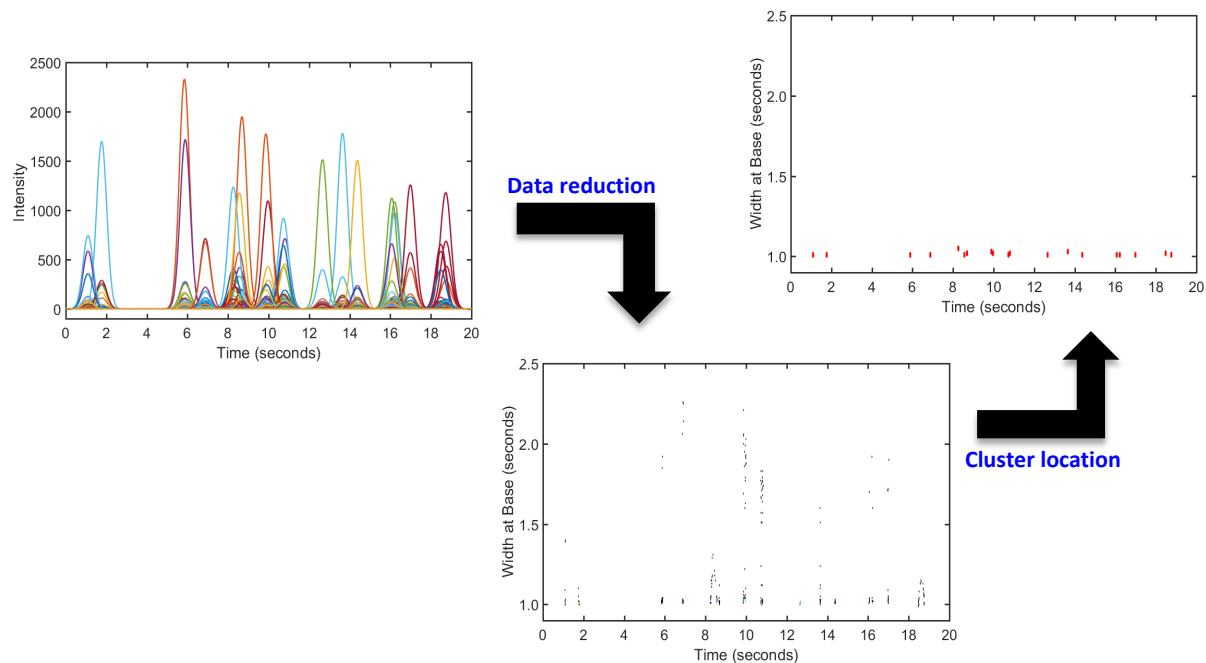 2500
2000
1500
1000
500
0
Intensity
0 2 4 6 8 10 12 14 16 18 20
Time (seconds)
Data reduction
2.5
2.0
1.5
1.0
Width at Base (seconds)
0 2 4 6 8 10 12 14 16 18 20
Time (seconds)
Cluster location
2.5
2.0
1.5
1.0
Width at Base (seconds)
0 2 4 6 8 10 12 14 16 18 20
Time (seconds)